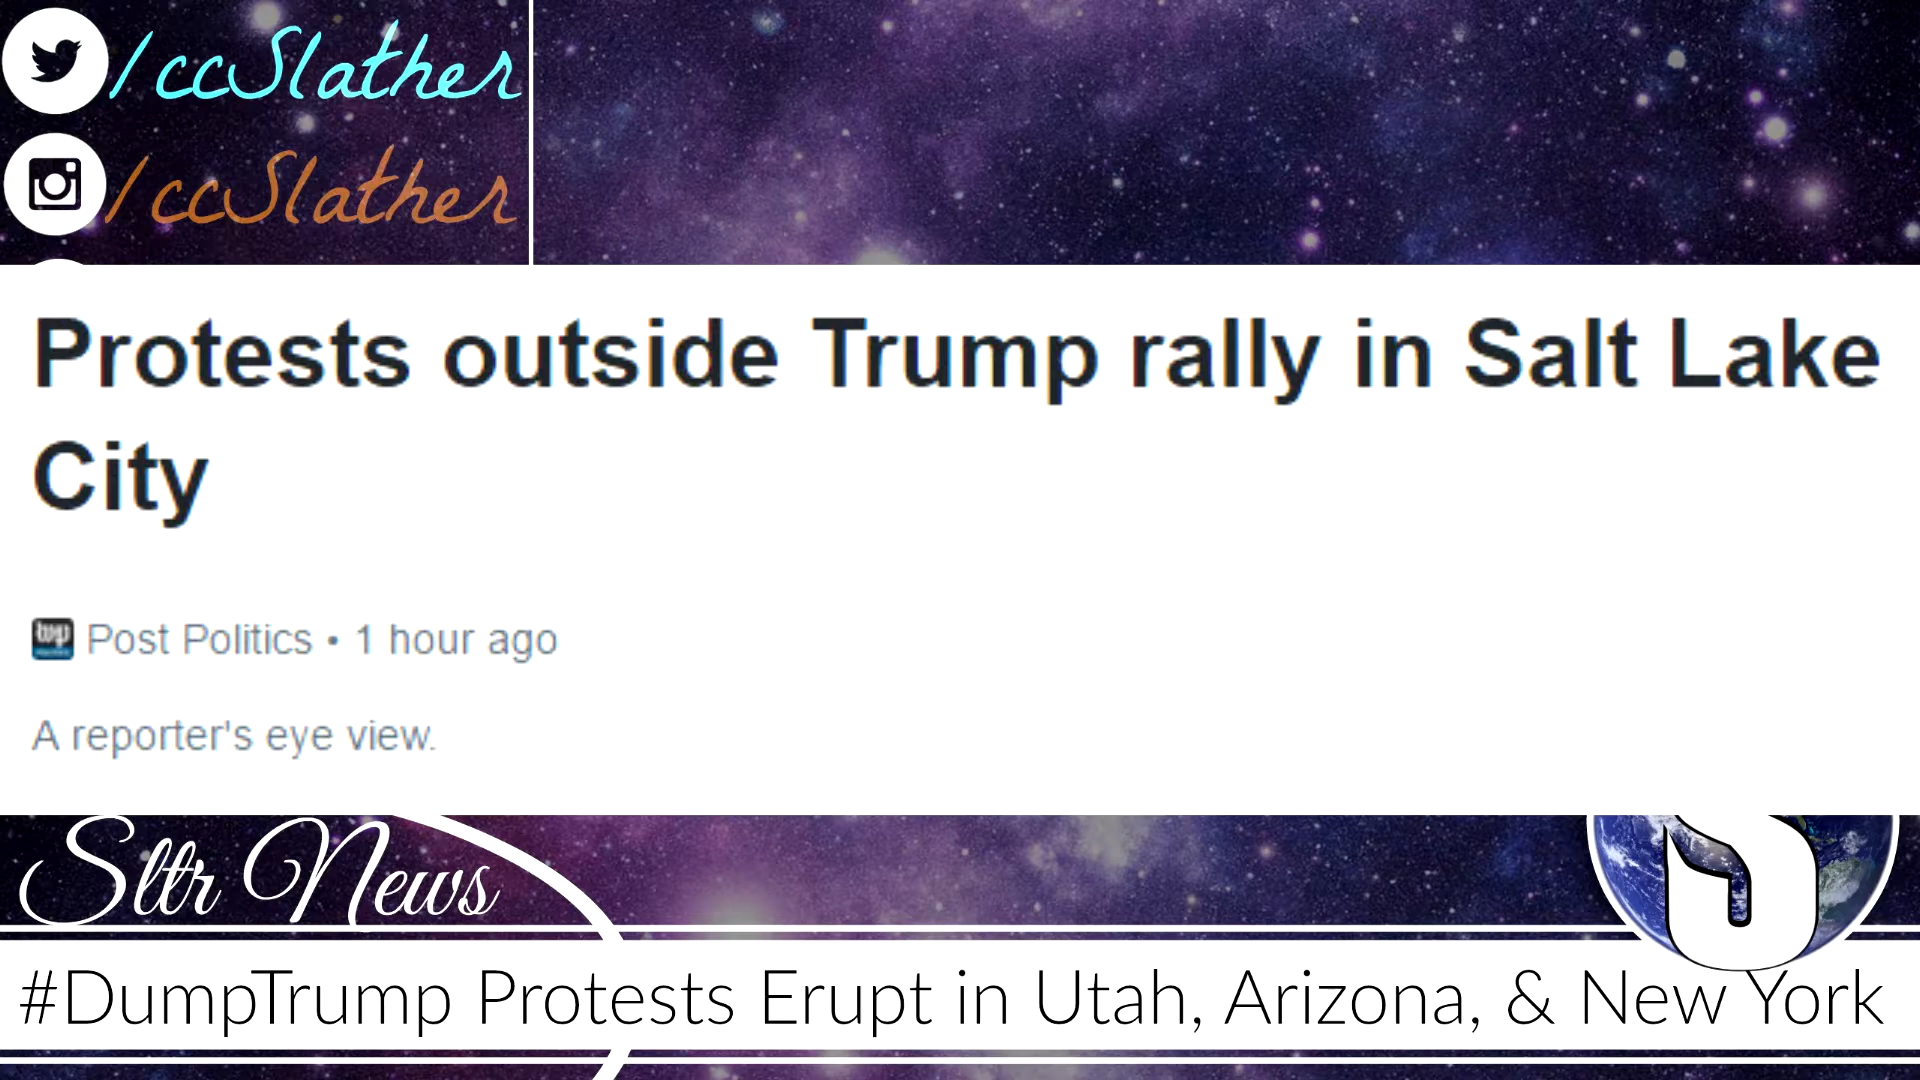 /ccSlather
/ccSlather
Protests outside Trump rally in Salt Lake
City
wp Post Politics • 1 hour ago
A reporter's eye view.
Sltr News
S
#DumpTrump Protests Erupt in Utah, Arizona, & New York